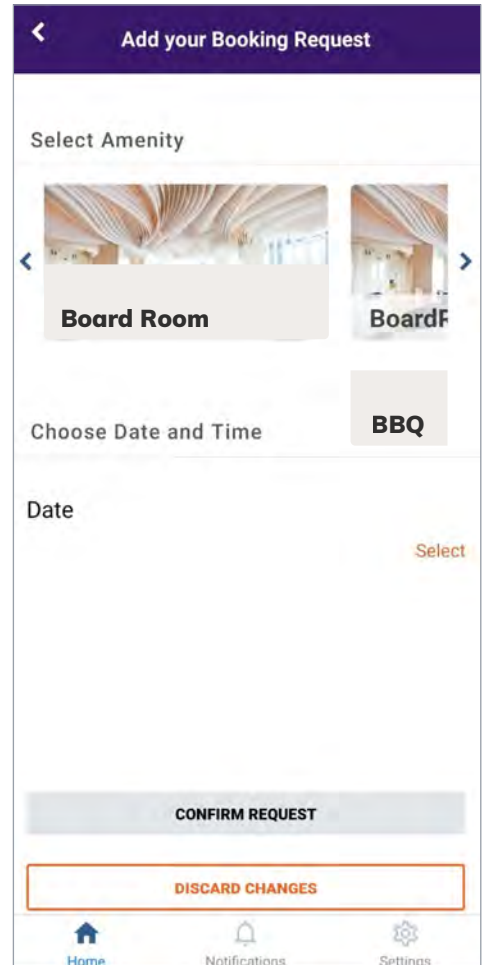 Add your Booking Request
Select Amenity
Board Room
BoardR
BBQ
Choose Date and Time
Date
Select
CONFIRM REQUEST
DISCARD CHANGES
Home
Notifications
Settings